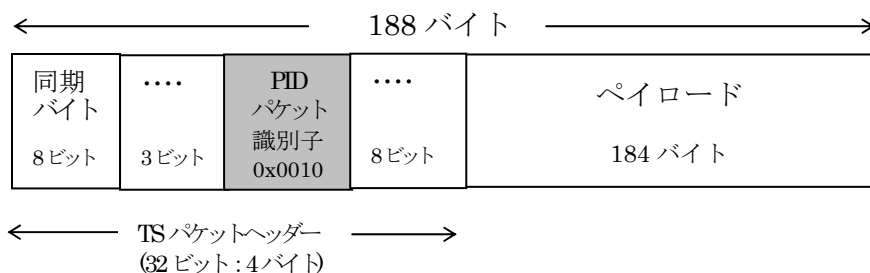 188 バイト
同期
バイト
8 ビット
‥‥
3 ビット
PID
パケット
識別子
0x0010
‥‥
8 ビット
ペイロード
184 バイト
TS パケットヘッダー
(32 ビット : 4 バイト)